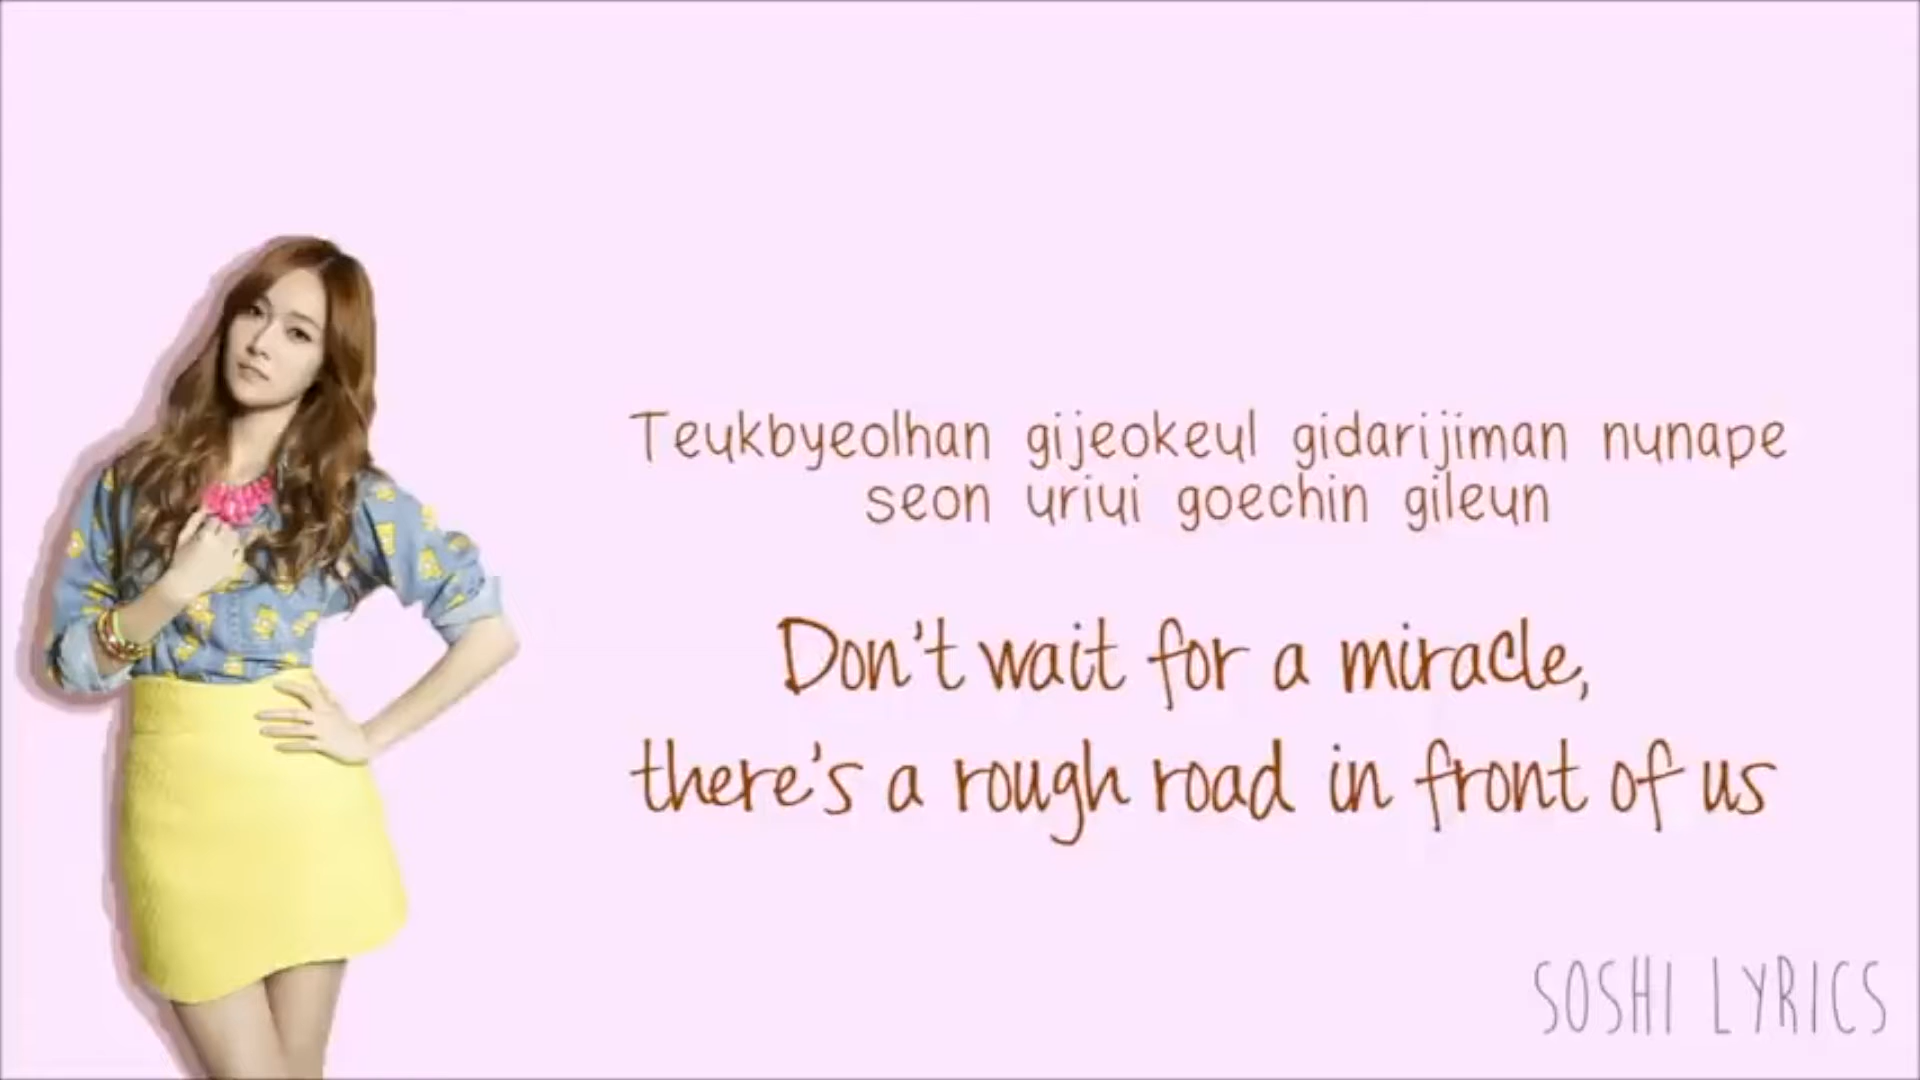 Teukbyeolhan gijeokeul gidarijiman nunape
seon uriui goechin gileun
Don't wait for a miracle,
there's a rough road in front of us
SOSHI LYRICS